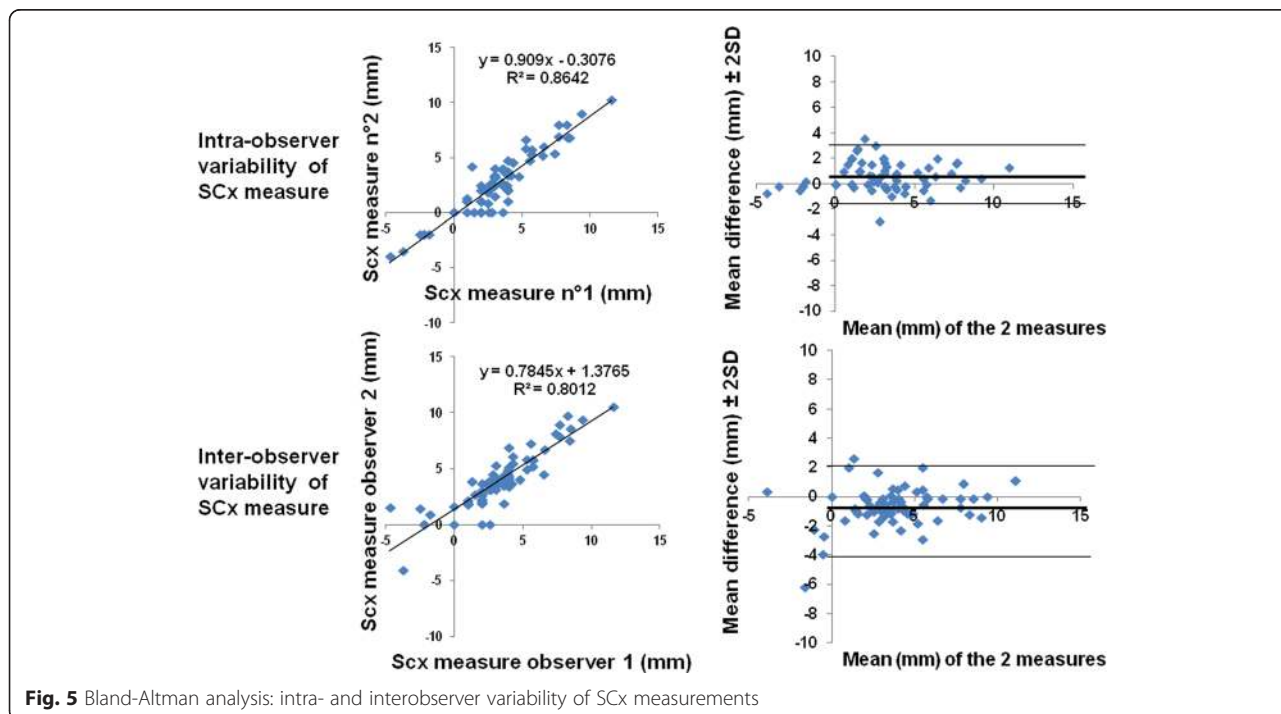 Intra-observer
variability of
SCx measure
Scx measure n°2 (mm)
15
10
5
0
-5
-10
-5
0
5
10
15
y = 0.909x - 0.3076
R² = 0.8642
Scx measure n°1 (mm)
Mean difference (mm) ± 2SD
10
8
6
4
2
0
-2
-4
-6
-8
-10
-5
0
5
10
15
Mean (mm) of the 2 measures
Inter-observer
variability of
SCx measure
Scx measure observer 2 (mm)
15
10
5
0
-5
-10
-5
0
5
10
15
y = 0.7845x + 1.3765
R² = 0.8012
Scx measure observer 1 (mm)
Mean difference (mm) ± 2SD
10
8
6
4
2
0
-2
-4
-6
-8
-10
-5
0
5
10
15
Mean (mm) of the 2 measures
Fig. 5 Bland-Altman analysis: intra- and interobserver variability of SCx measurements